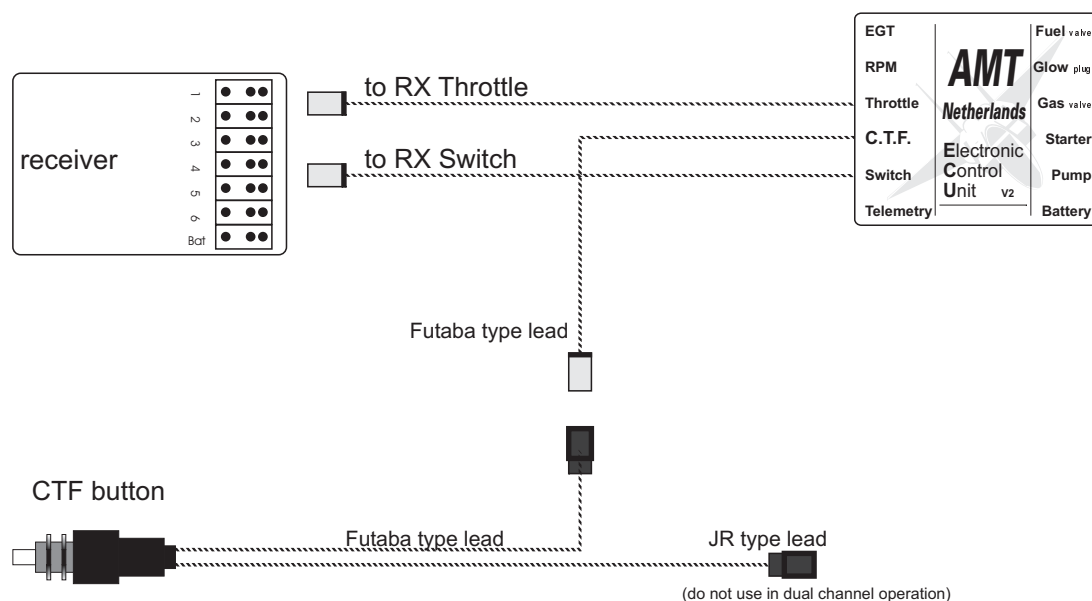 EGT
RPM
Throttle
C.T.F.
Switch
Telemetry
AMT
Netherlands
Electronic
Control
Unit V2
Fuel valve
Glow plug
Gas valve
Starter
Pump
Battery
receiver
1
2
3
4
5
6
Bat
to RX Throttle
to RX Switch
Futaba type lead
CTF button
Futaba type lead
JR type lead
(do not use in dual channel operation)